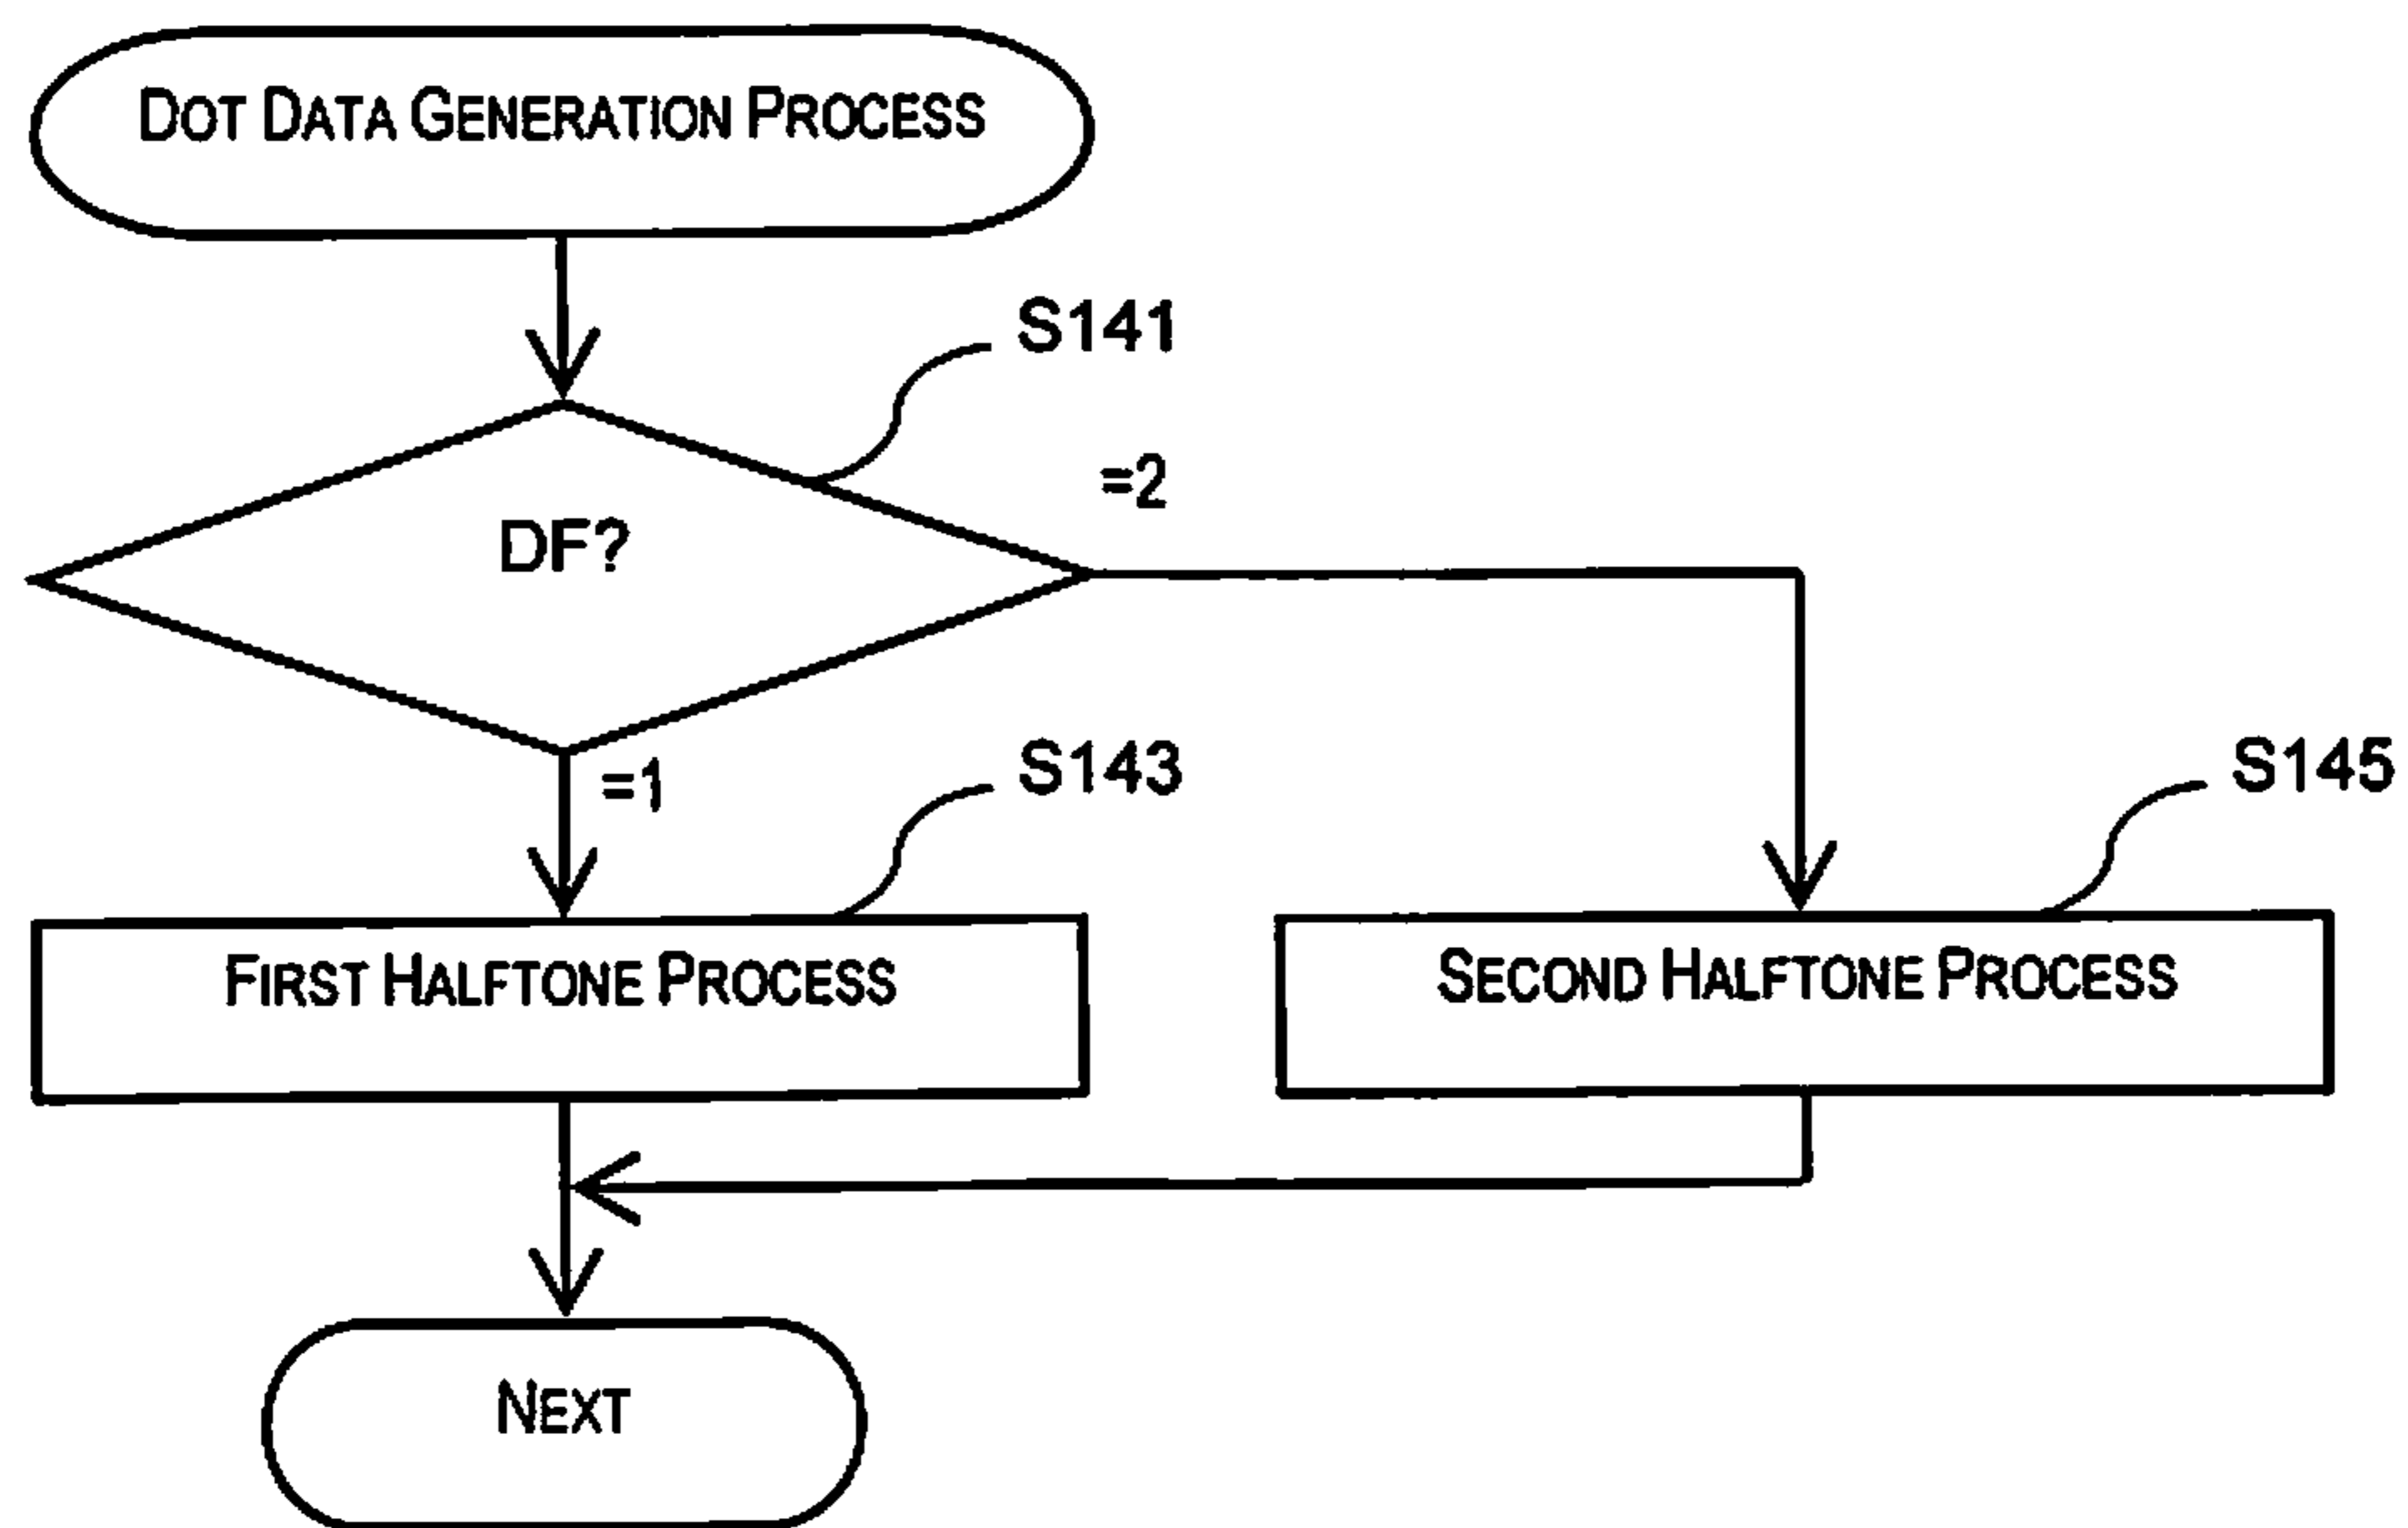 DOT DATA GENERATION PROCESS
S141
=2
DF?
=1
S143
S145
FIRST HALFTONE PROCESS
SECOND HALFTONE PROCESS
NEXT